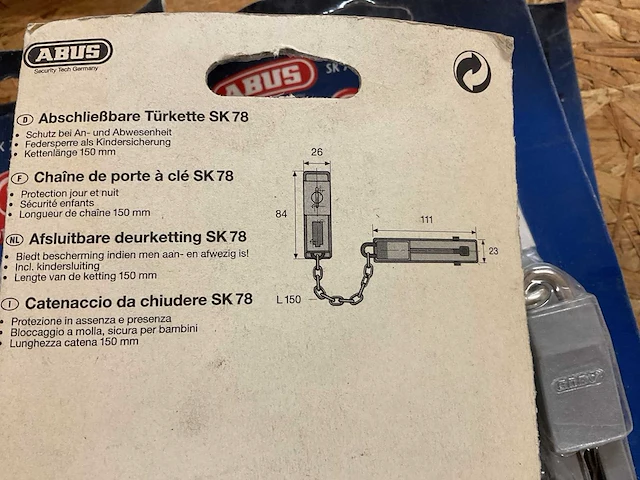 ABUS
Security Tech Germany
ABUS
SK
D Abschließbare Türkette SK 78
• Schutz bei An- und Abwesenheit
• Federsperre als Kindersicherung
• Kettenlänge 150 mm
F Chaîne de porte à clé SK 78
• Protection jour et nuit
• Sécurité enfants
• Longueur de chaîne 150 mm
NL Afsluitbare deurketting SK 78
• Biedt bescherming indien men aan- en afwezig is!
• Incl. kindersluiting
• Lengte van de ketting 150 mm
I Catenaccio da chiudere SK 78
• Protezione in assenza e presenza
• Bloccaggio a molla, sicura per bambini
• Lunghezza catena 150 mm
26
84
111
23
L 150
ABUS